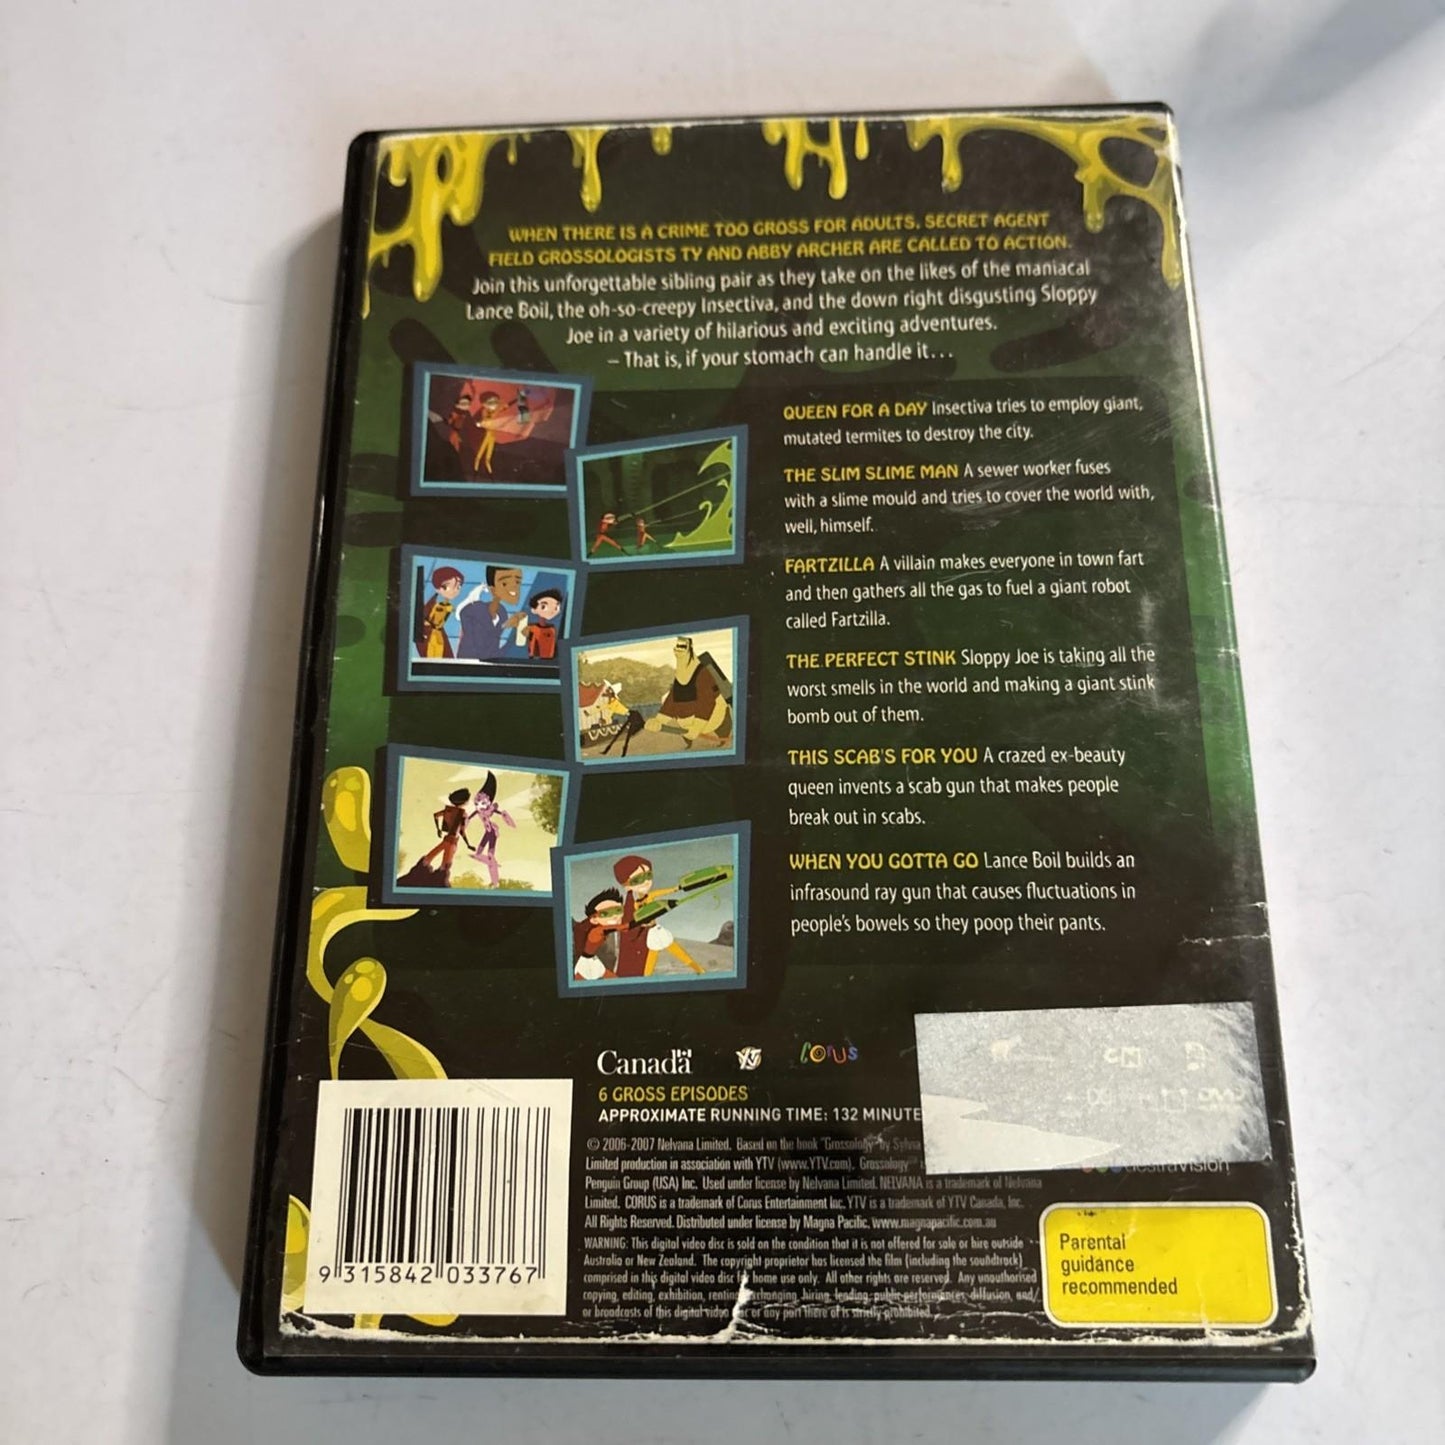 WHEN THERE IS A CRIME TOO GROSS FOR ADULTS, SECRET AGENT
FIELD GROSSOLOGISTS TY AND ABBY ARCHER ARE CALLED TO ACTION.
Join this unforgettable sibling pair as they take on the likes of the maniacal
Lance Boil, the oh-so-creepy Insectiva, and the down right disgusting Sloppy
Joe in a variety of hilarious and exciting adventures.
– That is, if your stomach can handle it...
QUEEN FOR A DAY Insectiva tries to employ giant,
mutated termites to destroy the city.
THE SLIM SLIME MAN A sewer worker fuses
with a slime mould and tries to cover the world with,
well, himself.
FARTZILLA A villain makes everyone in town fart
and then gathers all the gas to fuel a giant robot
called Fartzilla.
THE PERFECT STINK Sloppy Joe is taking all the
worst smells in the world and making a giant stink
bomb out of them.
THIS SCAB'S FOR YOU A crazed ex-beauty
queen invents a scab gun that makes people
break out in scabs.
WHEN YOU GOTTA GO Lance Boil builds an
infrasound ray gun that causes fluctuations in
people's bowels so they poop their pants.
Canada corus
6 GROSS EPISODES
APPROXIMATE RUNNING TIME: 132 MINUTE
© 2006-2007 Nelvana Limited. Based on the book "Grossology" by Sylvia
Limited production in association with YTV (www.YTV.com). Grossology
Penguin Group (USA) Inc. Used under license by Nelvana Limited. NELVANA is a trademark of Nelvana
Limited. CORUS is a trademark of Corus Entertainment Inc. YTV is a trademark of YTV Canada, Inc.
All Rights Reserved. Distributed under license by Magna Pacific. www.magnapacific.com.au
WARNING: This digital video disc is sold on the condition that it is not offered for sale or hire outside
Australia or New Zealand. The copyright proprietor has licensed the film (including the soundtrack)
comprised in this digital video disc for home use only. All other rights are reserved. Any unauthorised
copying, editing, exhibition, renting, exchanging, hiring, lending, public performances, diffusion, and/
or broadcasts of this digital video disc or any part there of is strictly prohibited.
9 315842 033767
Parental
guidance
recommended